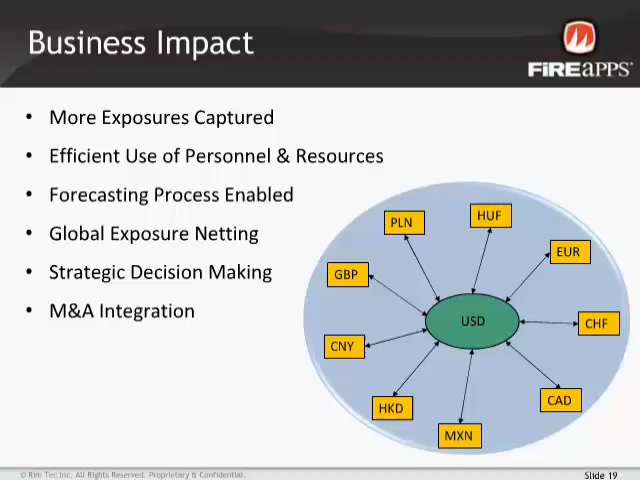 Business Impact
FIREAPPS
• More Exposures Captured
• Efficient Use of Personnel & Resources
• Forecasting Process Enabled
• Global Exposure Netting
• Strategic Decision Making
• M&A Integration
PLN
HUF
EUR
GBP
USD
CHF
CNY
CAD
HKD
MXN
© Rim Tec Inc. All Rights Reserved. Proprietary is Confidential.
Slide 19